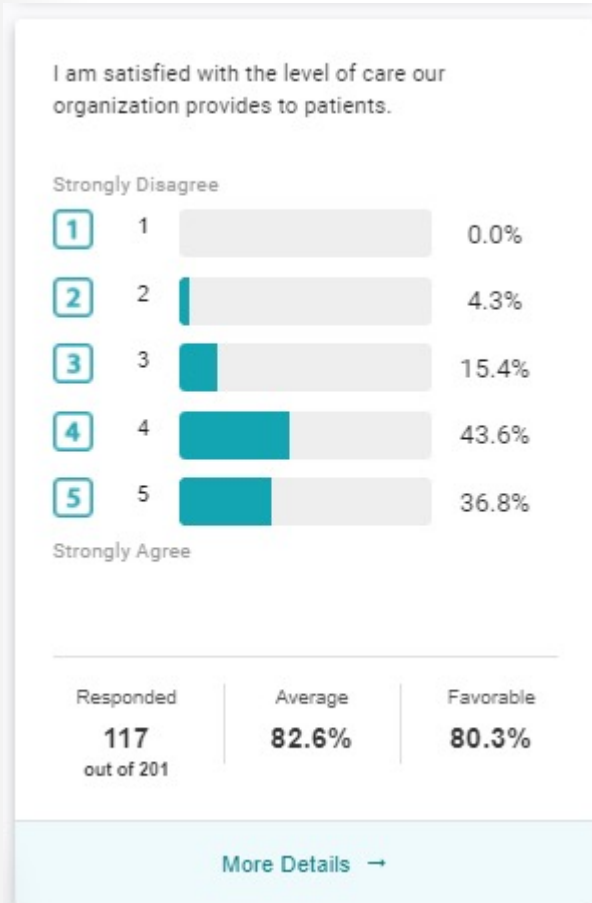 I am satisfied with the level of care our
organization provides to patients.
Strongly Disagree
1 1 0.0%
2 2 4.3%
3 3 15.4%
4 4 43.6%
5 5 36.8%
Strongly Agree
Responded Average Favorable
117 82.6% 80.3%
out of 201
More Details →